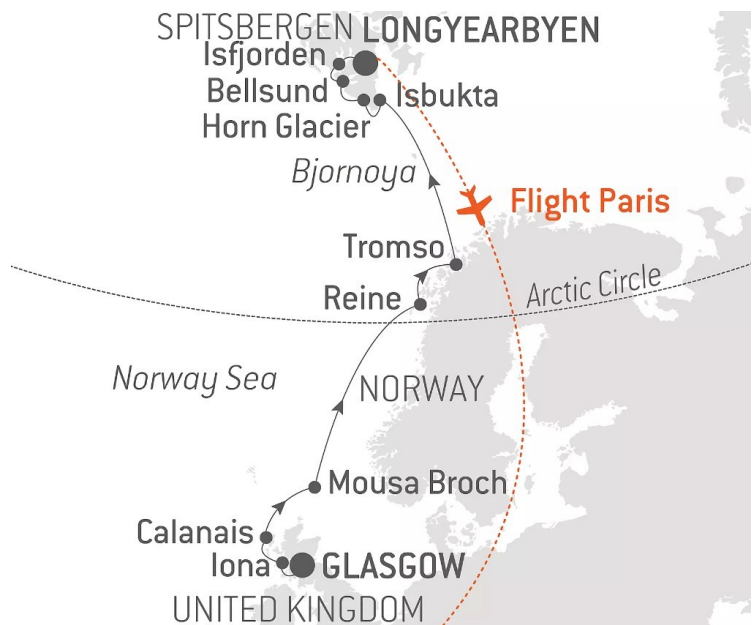 SPITSBERGEN LONGYEARBYEN
Isfjorden
Bellsund
Isbukta
Horn Glacier
Bjornoya
Flight Paris
Tromso
Arctic Circle
Reine
Norway Sea
NORWAY
Mousa Broch
Calanais
Iona
GLASGOW
UNITED KINGDOM